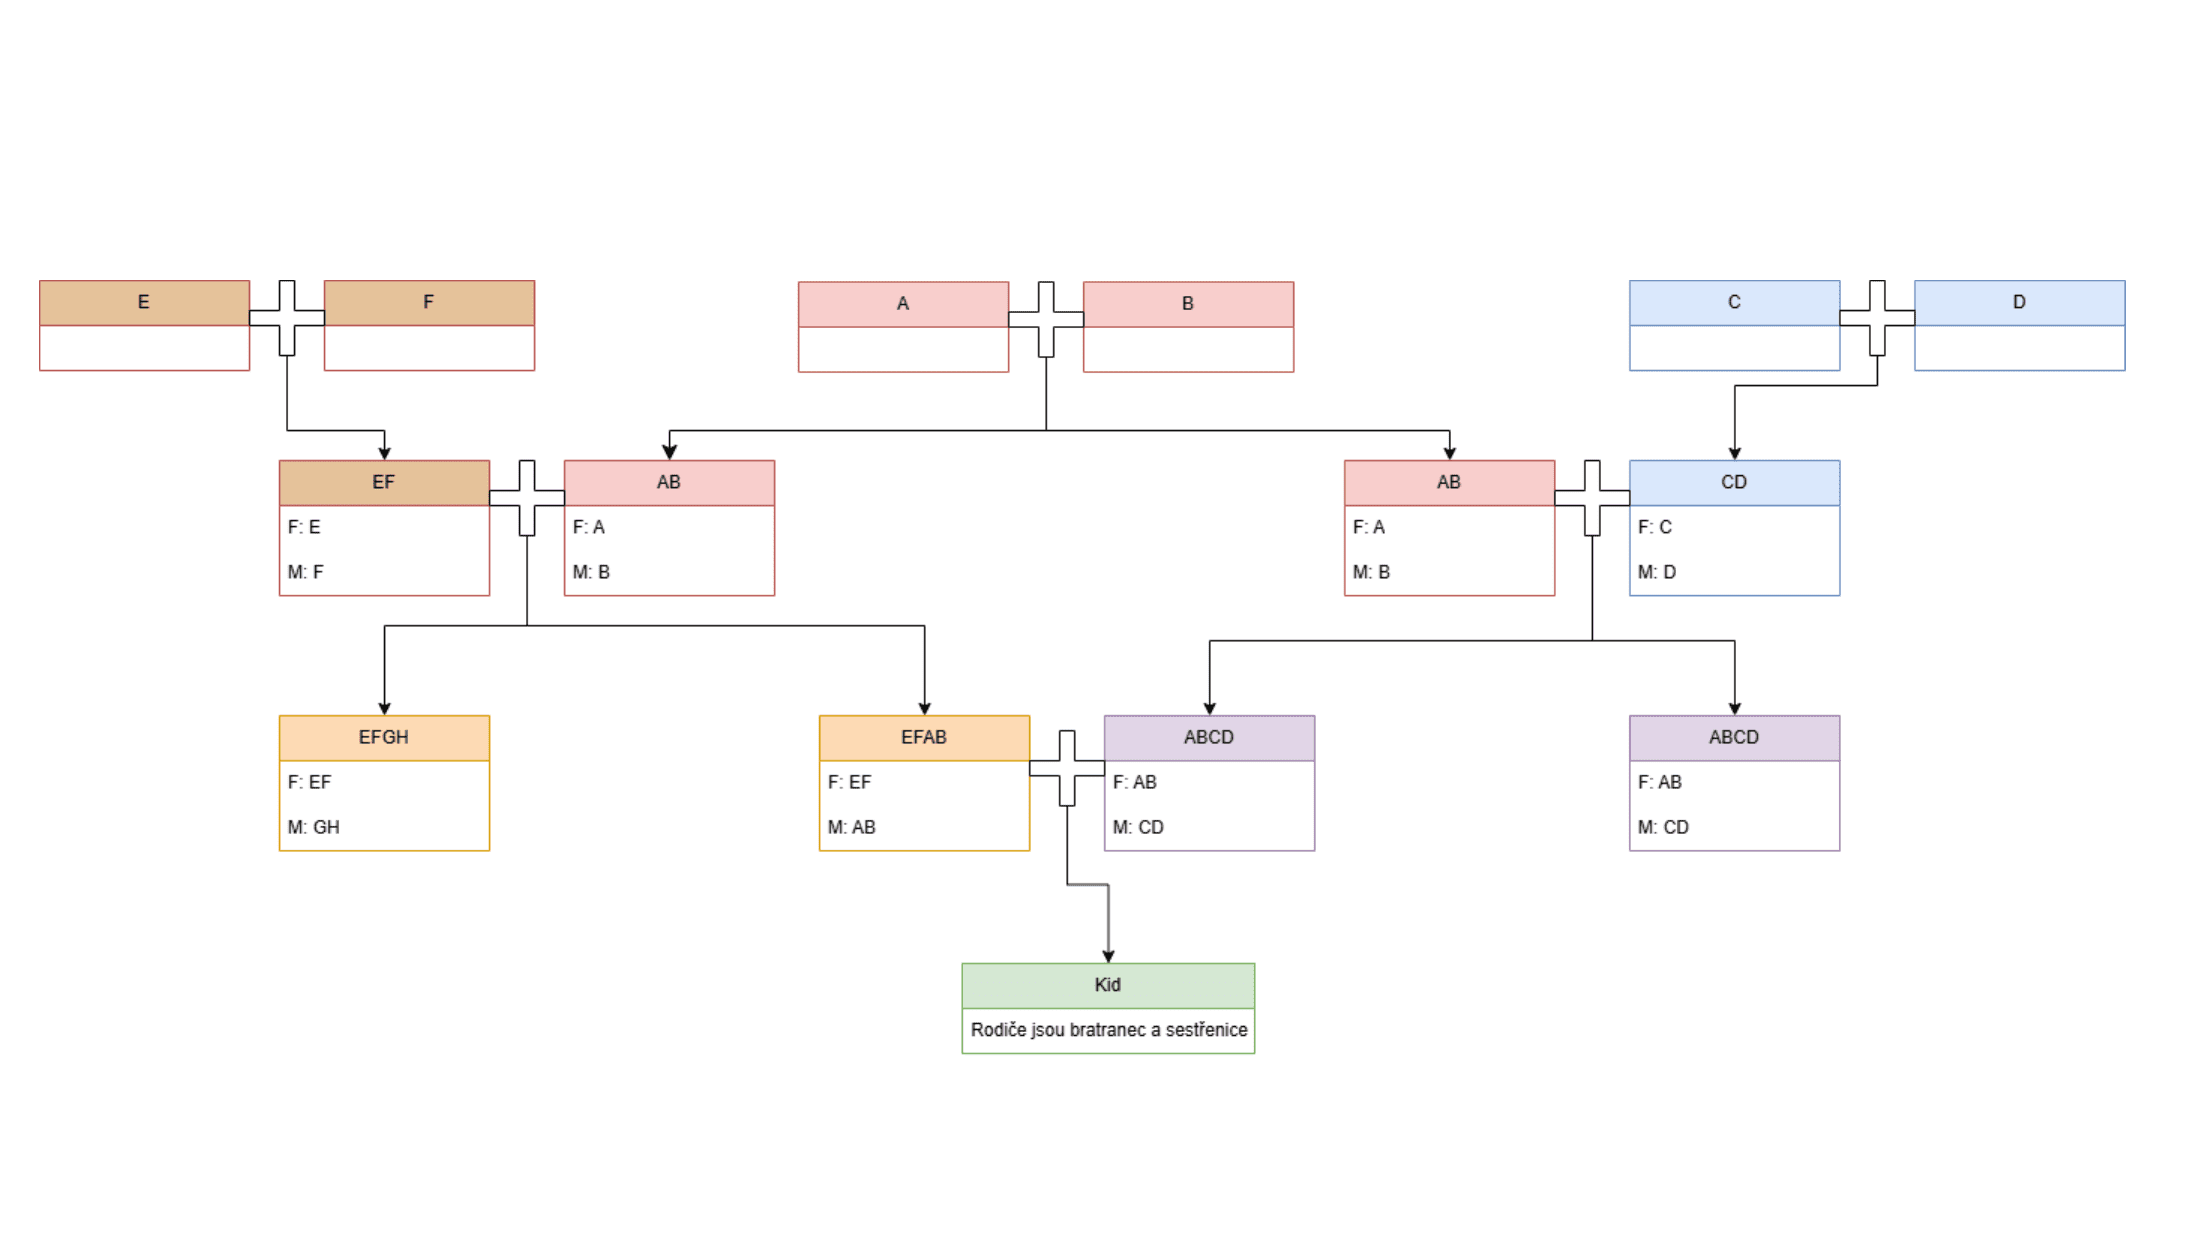 E
F
A
B
C
D
EF
F: E
M: F
AB
F: A
M: B
AB
F: A
M: B
CD
F: C
M: D
EFGH
F: EF
M: GH
EFAB
F: EF
M: AB
ABCD
F: AB
M: CD
ABCD
F: AB
M: CD
Kid
Rodiče jsou bratranec a sestřenice